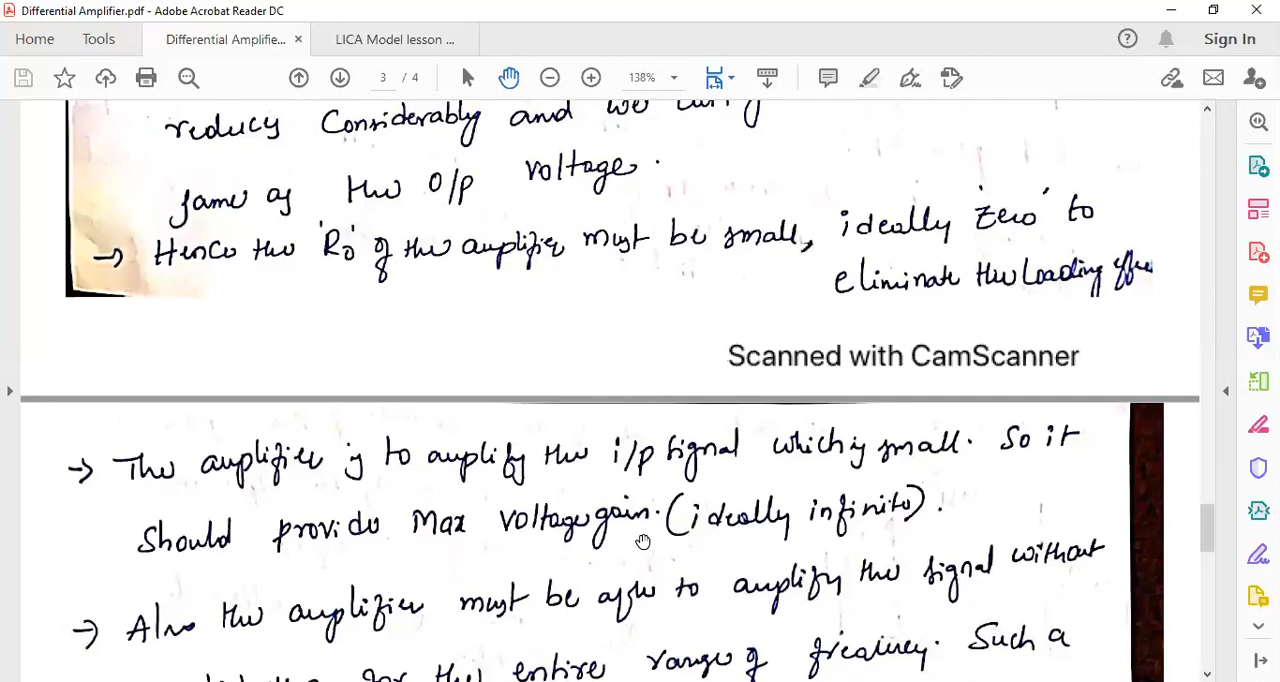 Differential Amplifier.pdf - Adobe Acrobat Reader DC
Home Tools Differential Amplifie... × LICA Model lesson ... Sign In
3 / 4 138%
reducy Considerably and we
same as the O/p voltage.
→ Hence the 'Ro' of the amplifier must be small, ideally 'Zero' to
eliminate the Loading
Scanned with CamScanner
→ The amplifier is to amplify the i/p signal which is small. So it
Should provide Max voltage gain. (ideally infinite).
→ Also the amplifier must be able to amplify the signal without
for the entire range of frequency. Such a